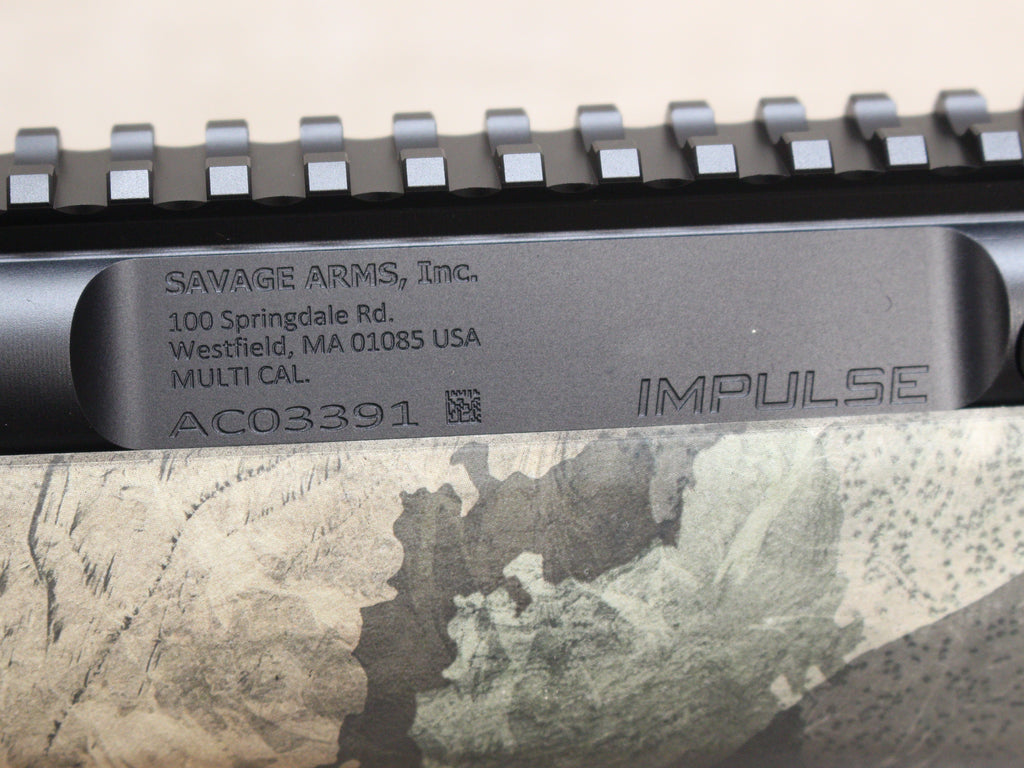 SAVAGE ARMS, Inc.
100 Springdale Rd.
Westfield, MA 01085 USA
MULTI CAL.
AC03391
IMPULSE